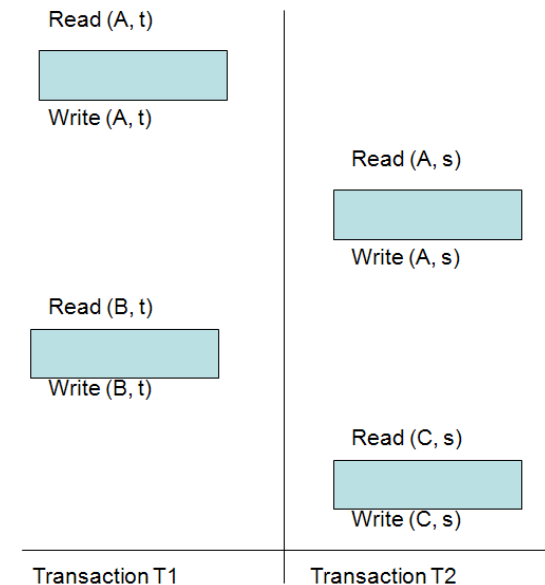 Read (A, t)
Write (A, t)
Read (A, s)
Write (A, s)
Read (B, t)
Write (B, t)
Read (C, s)
Write (C, s)
Transaction T1
Transaction T2